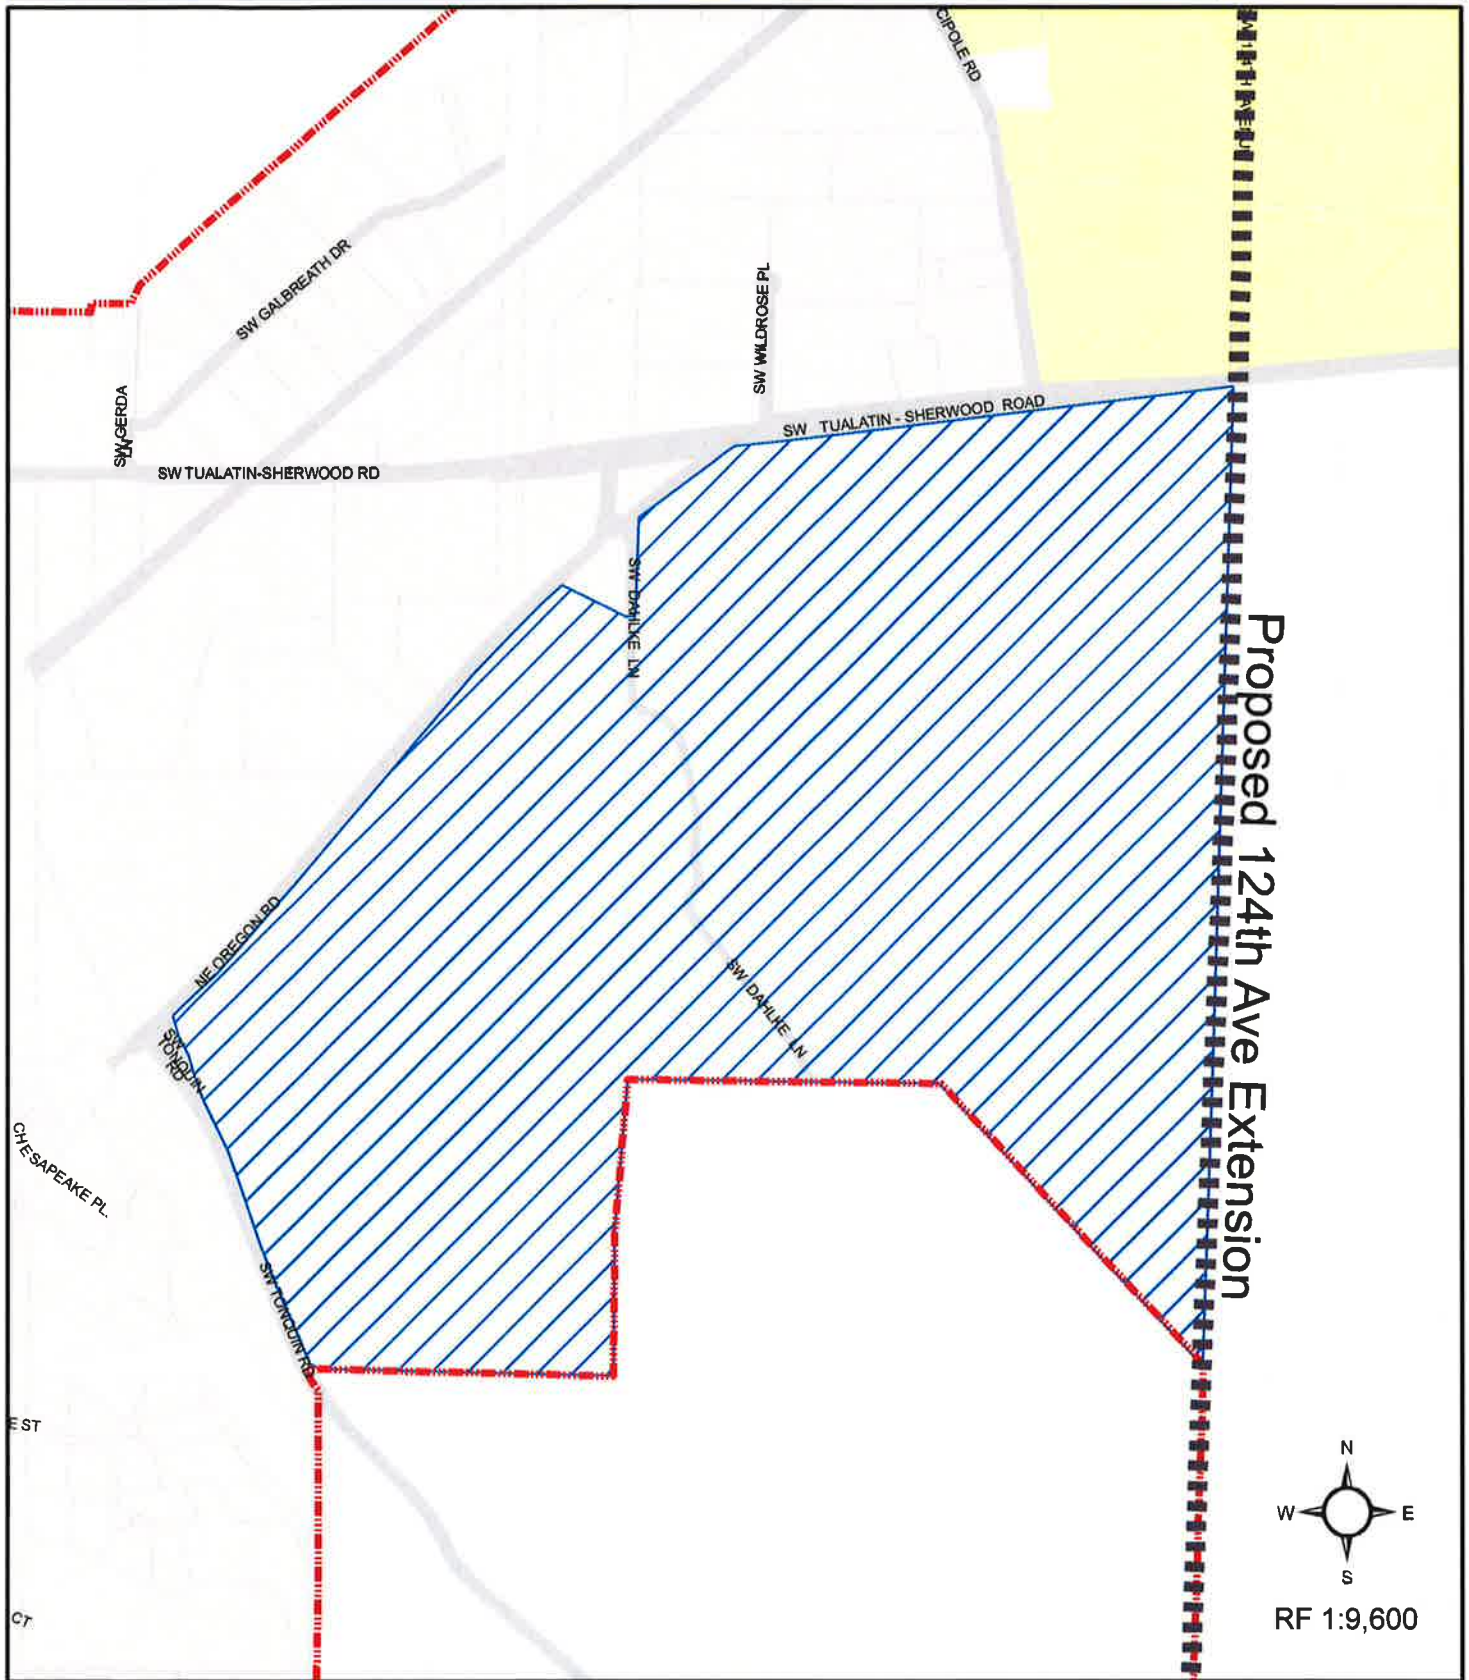 CIPOLE RD
SW GALBREATH DR
SW WILDROSE PL
SW GERDA
LN
SW TUALATIN - SHERWOOD ROAD
SW TUALATIN-SHERWOOD RD
SW DAHLKE LN
Proposed 124th Ave Extension
NE OREGON RD
SW DAHLKE LN
SW
TONQUIN
RD
CHESAPEAKE PL.
SW TONQUIN RD
E ST
N
W
E
S
CT
RF 1:9,600